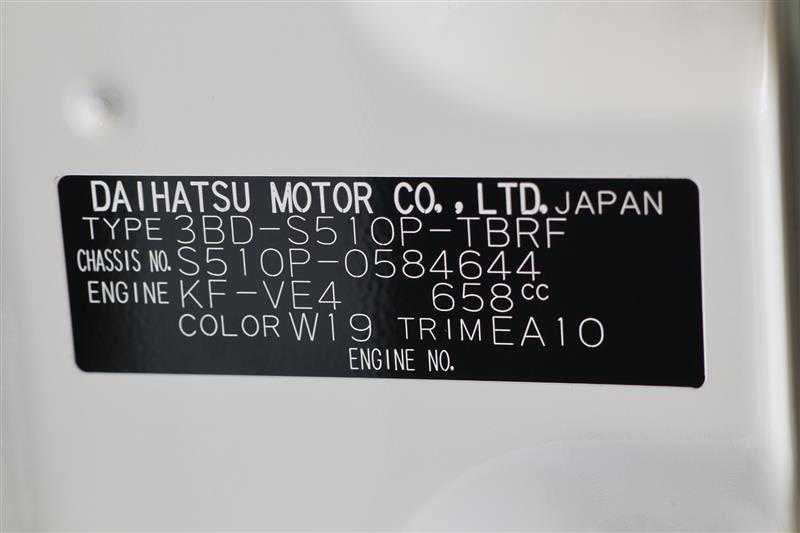 DAIHATSU MOTOR CO., LTD. JAPAN
TYPE 3BD-S510P-TBRF
CHASSIS NO. S510P-0584644
ENGINE KF-VE4 658cc
COLOR W19 TRIM EA10
ENGINE NO.